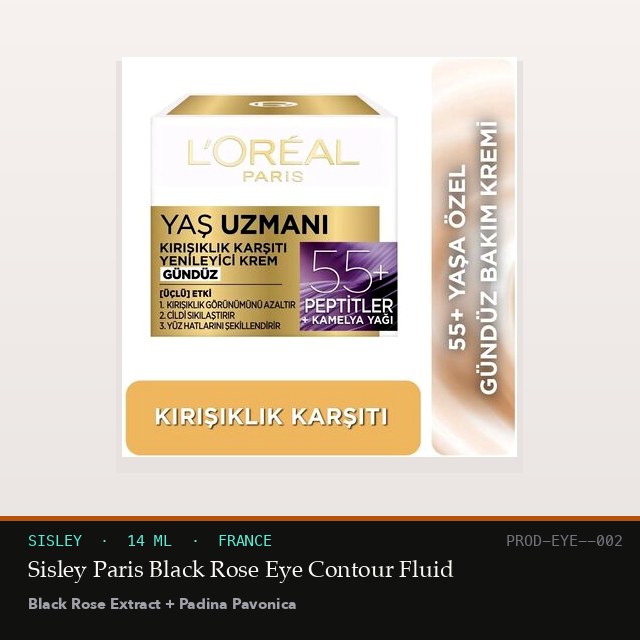 L'ORÉAL
PARIS
YAŞ UZMANI
KIRIŞIKLIK KARŞITI
YENİLEYİCİ KREM
GÜNDÜZ
[ÜÇLÜ] ETKİ
1. KIRIŞIKLIK GÖRÜNÜMÜNÜ AZALTIR
2. CİLDİ SIKILAŞTIRIR
3. YÜZ HATLARINI ŞEKİLLENDİRİR
55+
PEPTİTLER
+ KAMELYA YAĞI
55+ YAŞA ÖZEL
GÜNDÜZ BAKIM KREMİ
KIRIŞIKLIK KARŞITI
SISLEY · 14 ML · FRANCE
PROD-EYE--002
Sisley Paris Black Rose Eye Contour Fluid
Black Rose Extract + Padina Pavonica